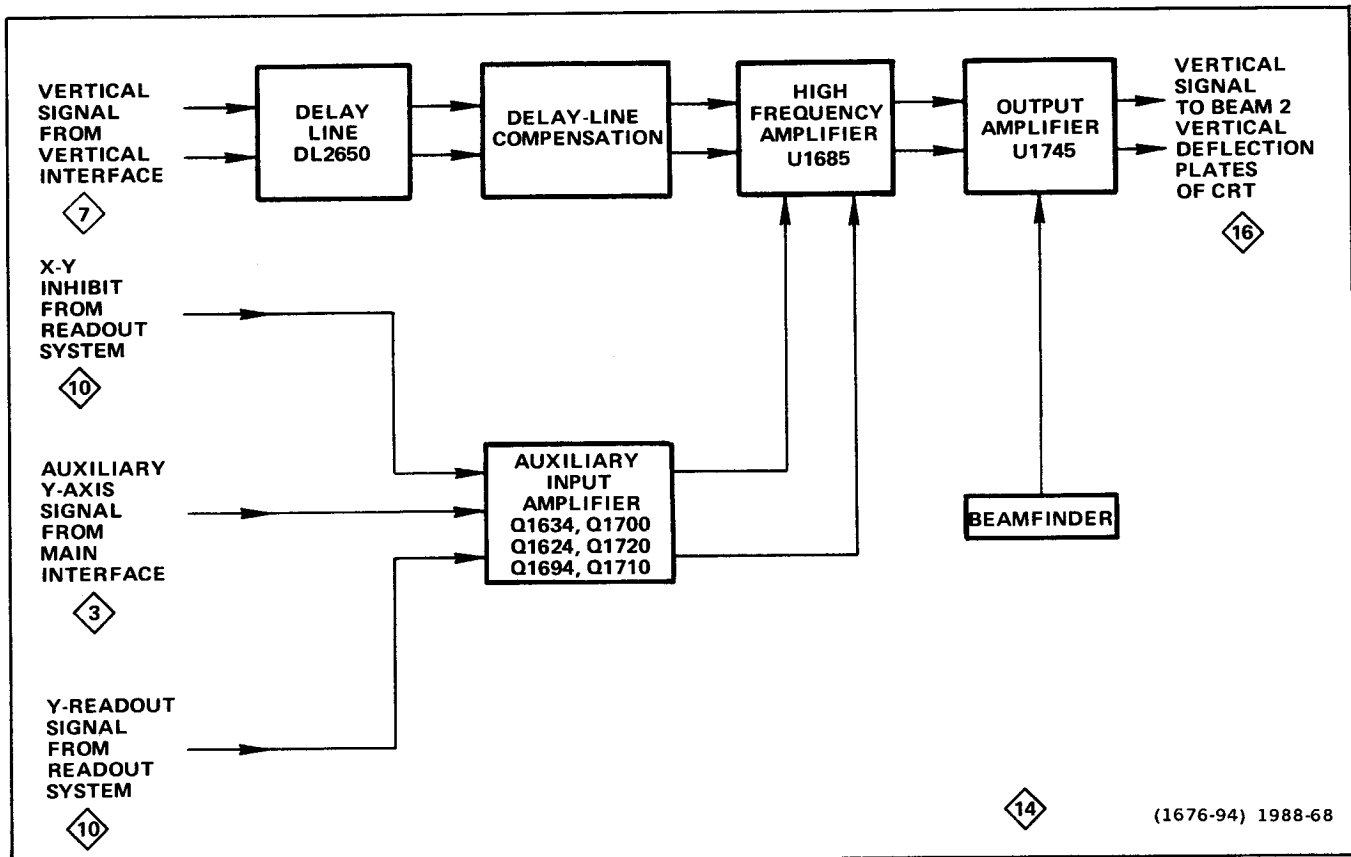 VERTICAL
SIGNAL
FROM
VERTICAL
INTERFACE
7
DELAY
LINE
DL2650
DELAY-LINE
COMPENSATION
HIGH
FREQUENCY
AMPLIFIER
U1685
OUTPUT
AMPLIFIER
U1745
VERTICAL
SIGNAL
TO BEAM 2
VERTICAL
DEFLECTION
PLATES
OF CRT
16
X-Y
INHIBIT
FROM
READOUT
SYSTEM
10
AUXILIARY
Y-AXIS
SIGNAL
FROM
MAIN
INTERFACE
3
AUXILIARY
INPUT
AMPLIFIER
Q1634, Q1700
Q1624, Q1720
Q1694, Q1710
BEAMFINDER
Y-READOUT
SIGNAL
FROM
READOUT
SYSTEM
10
14
(1676-94) 1988-68